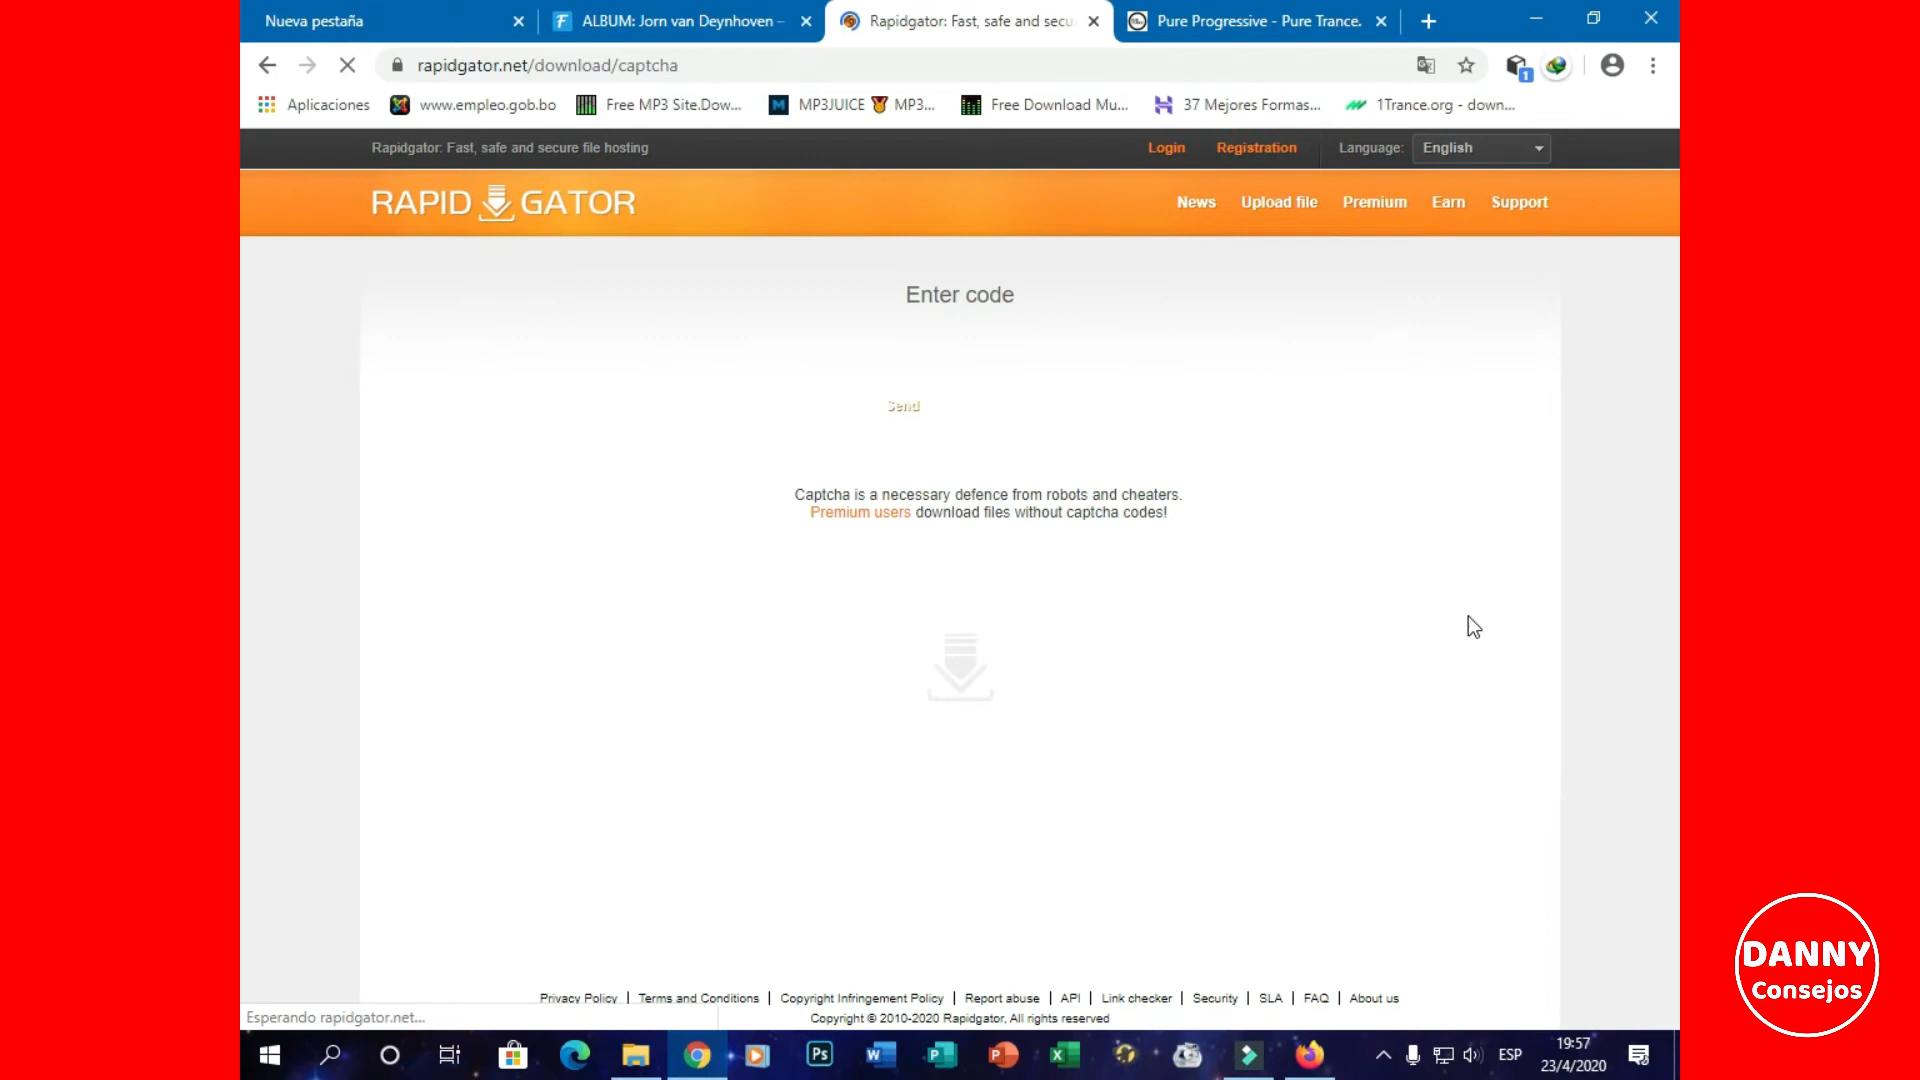 Nueva pestaña
ALBUM: Jorn van Deynhoven –
Rapidgator: Fast, safe and secu
Pure Progressive - Pure Trance.
rapidgator.net/download/captcha
Aplicaciones
www.empleo.gob.bo
Free MP3 Site.Dow...
MP3JUICE 🏅 MP3...
Free Download Mu...
37 Mejores Formas...
1Trance.org - down...
Rapidgator: Fast, safe and secure file hosting
Login
Registration
Language:
English
RAPID GATOR
News
Upload file
Premium
Earn
Support
Enter code
Send
Captcha is a necessary defence from robots and cheaters.
Premium users download files without captcha codes!
Privacy Policy | Terms and Conditions | Copyright Infringement Policy | Report abuse | API | Link checker | Security | SLA | FAQ | About us
Esperando rapidgator.net...
Copyright © 2010-2020 Rapidgator, All rights reserved
ESP
19:57
23/4/2020
DANNY
Consejos